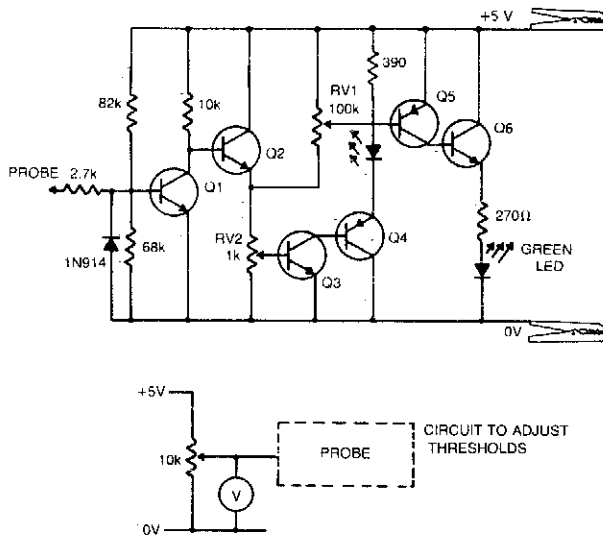 +5 V
390
RV1
100k
Q5
82k
10k
Q6
Q2
PROBE 2.7k
Q1
270Ω
68k
RV2
1k
Q4
GREEN
LED
1N914
Q3
0V
+5V
CIRCUIT TO ADJUST
THRESHOLDS
PROBE
10k
V
0V